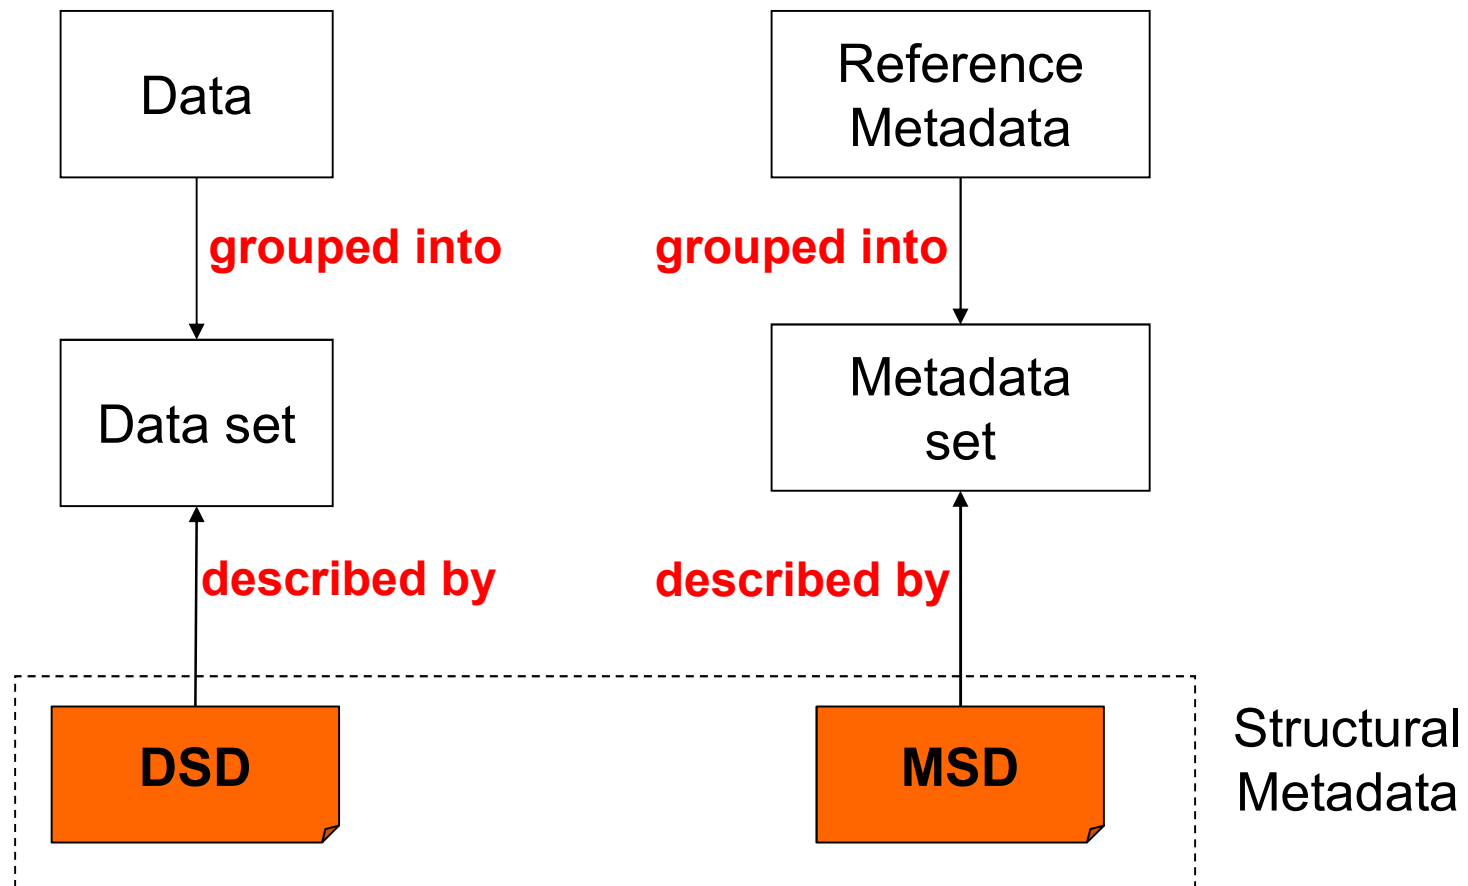 Data
Reference
Metadata
grouped into
grouped into
Data set
Metadata
set
described by
described by
DSD
MSD
Structural
Metadata